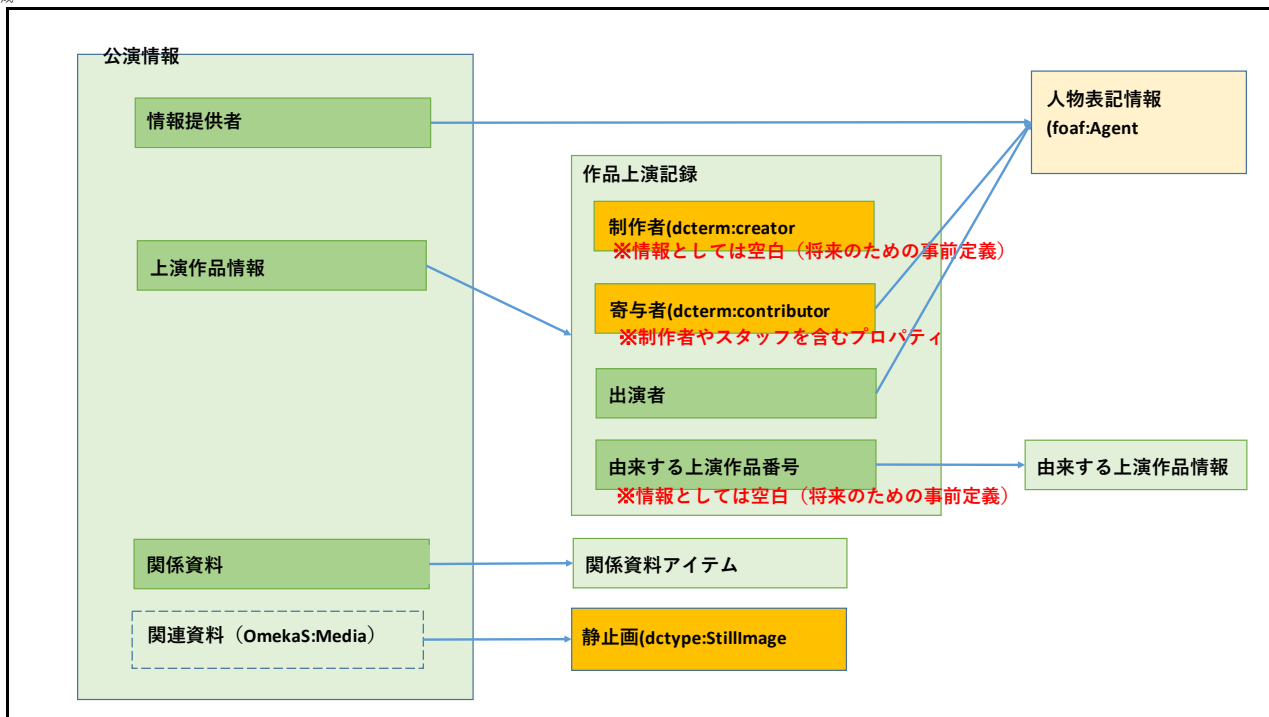 成
公演情報
情報提供者
上演作品情報
関係資料
関連資料（OmekaS:Media）
作品上演記録
制作者(dcterm:creator
※情報としては空白（将来のための事前定義）
寄与者(dcterm:contributor
※制作者やスタッフを含むプロパティ
出演者
由来する上演作品番号
※情報としては空白（将来のための事前定義）
関係資料アイテム
静止画(dctype:StillImage
人物表記情報
(foaf:Agent
由来する上演作品情報